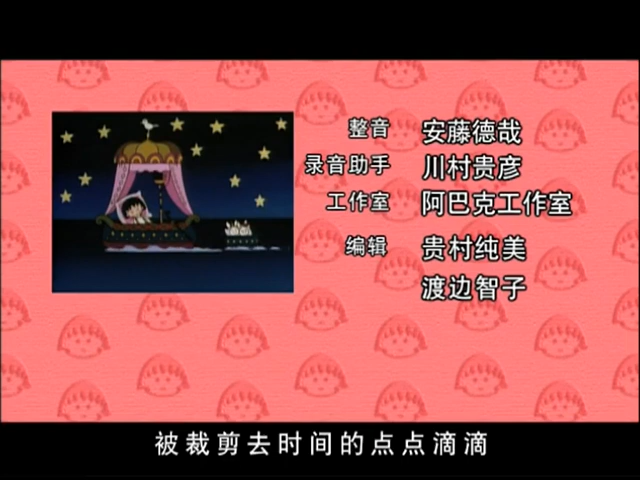 整音 安藤德哉
录音助手 川村贵彦
工作室 阿巴克工作室
编辑 贵村纯美
渡边智子
被裁剪去时间的点点滴滴